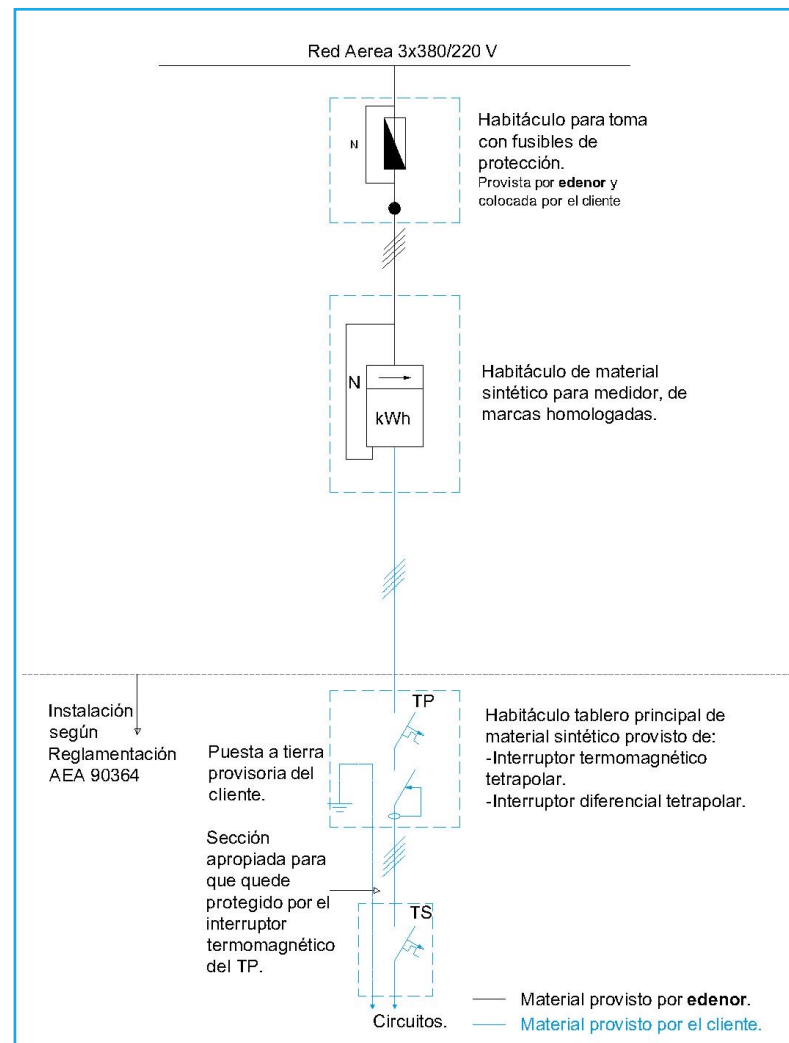 Red Aerea 3x380/220 V
N
Habitáculo para toma
con fusibles de
protección.
Provista por edenor y
colocada por el cliente
N
kWh
Habitáculo de material
sintético para medidor, de
marcas homologadas.
Instalación
según
Reglamentación
AEA 90364
Puesta a tierra
provisoria del
cliente.
TP
Habitáculo tablero principal de
material sintético provisto de:
-Interruptor termomagnético
tetrapolar.
-Interruptor diferencial tetrapolar.
Sección
apropiada para
que quede
protegido por el
interruptor
termomagnético
del TP.
TS
Circuitos.
Material provisto por edenor.
Material provisto por el cliente.